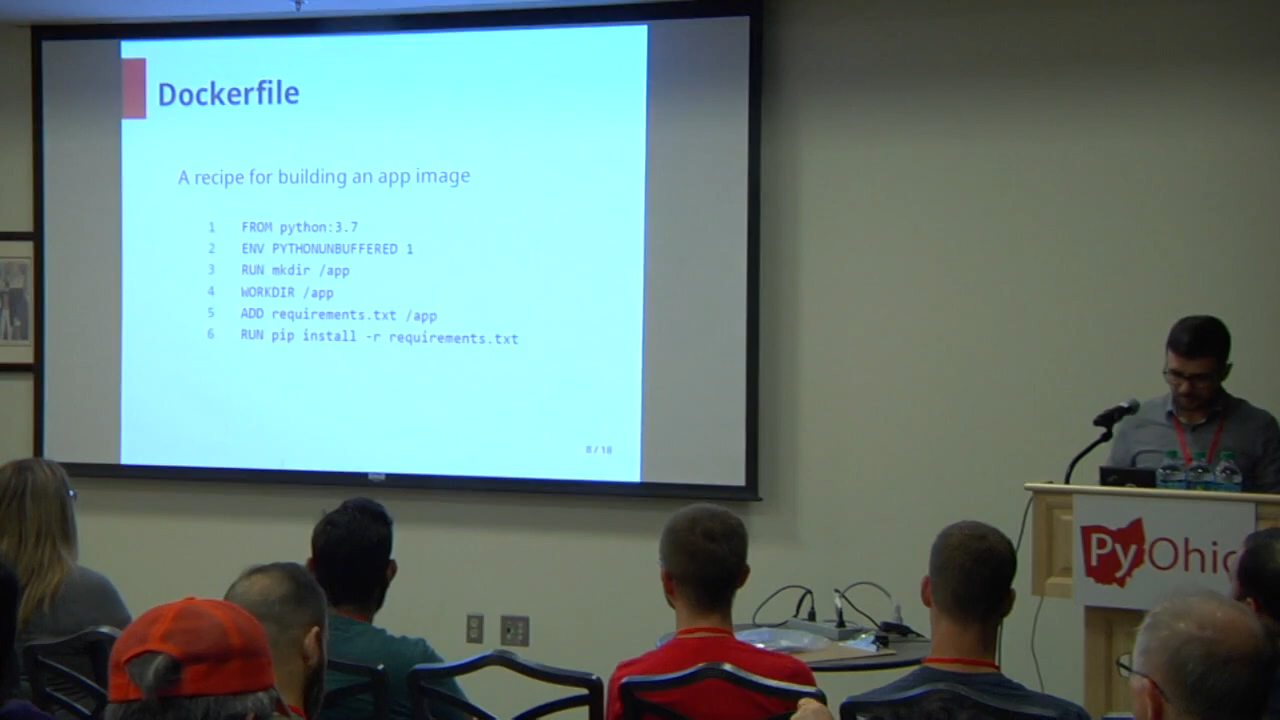 Dockerfile
A recipe for building an app image
1 FROM python:3.7
2 ENV PYTHONUNBUFFERED 1
3 RUN mkdir /app
4 WORKDIR /app
5 ADD requirements.txt /app
6 RUN pip install -r requirements.txt
8 / 18
PyOhio